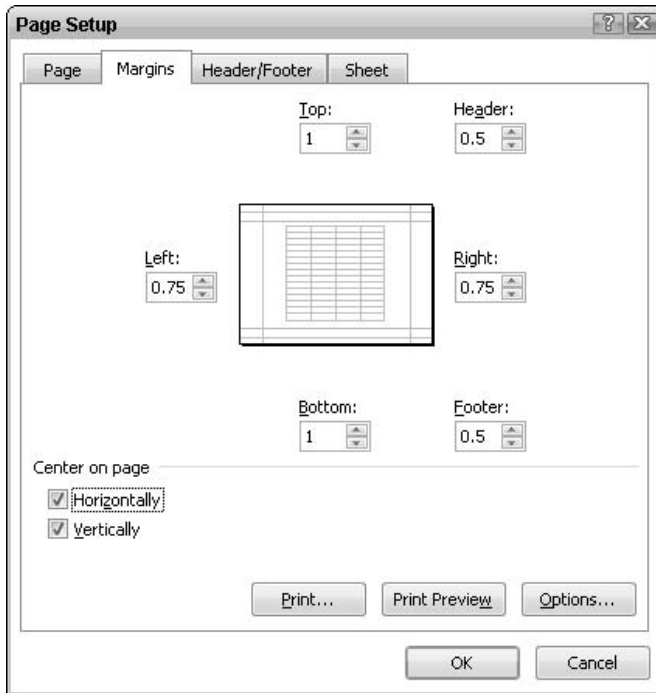 Page Setup
Page Margins Header/Footer Sheet
Top: Header:
1 0.5
Left: Right:
0.75 0.75
Bottom: Footer:
1 0.5
Center on page
Horizontally
Vertically
Print... Print Preview Options...
OK Cancel